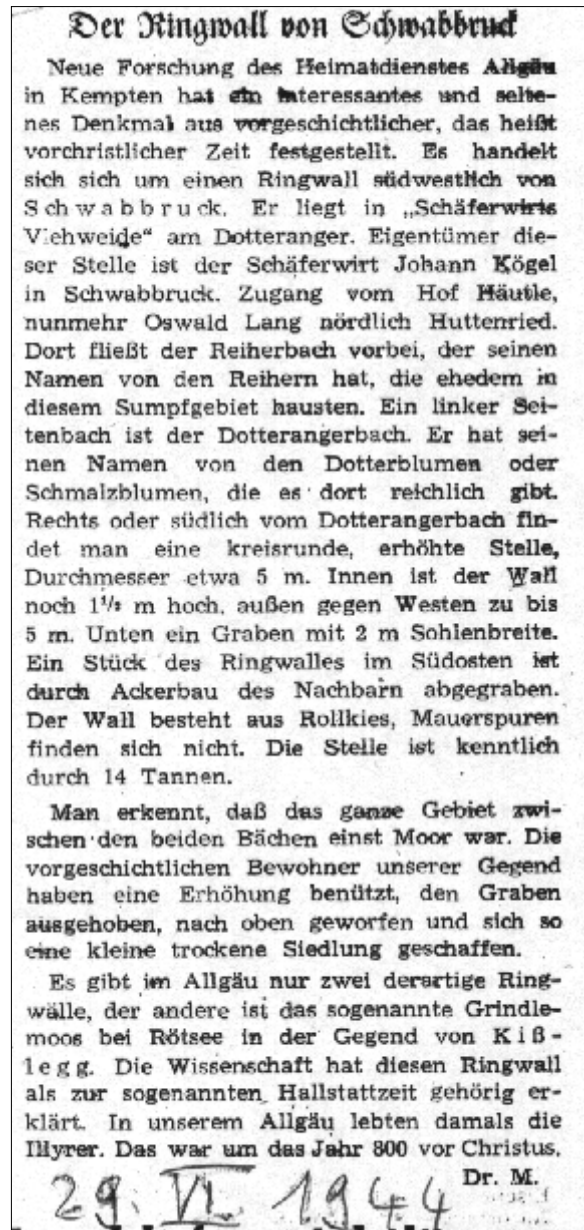 Der Ringwall von Schwabbruck
Neue Forschung des Heimatdienstes Allgäu
in Kempten hat ein interessantes und selte-
nes Denkmal aus vorgeschichtlicher, das heißt
vorchristlicher Zeit festgestellt. Es handelt
sich sich um einen Ringwall südwestlich von
Schwabbruck. Er liegt in „Schäferwirts
Viehweide“ am Dotteranger. Eigentümer die-
ser Stelle ist der Schäferwirt Johann Kögel
in Schwabbruck. Zugang vom Hof Häutle,
nunmehr Oswald Lang nördlich Huttenried.
Dort fließt der Reiherbach vorbei, der seinen
Namen von den Reihern hat, die ehedem in
diesem Sumpfgebiet hausten. Ein linker Sei-
tenbach ist der Dotterangerbach. Er hat sei-
nen Namen von den Dotterblumen oder
Schmalzblumen, die es dort reichlich gibt.
Rechts oder südlich vom Dotterangerbach fin-
det man eine kreisrunde, erhöhte Stelle,
Durchmesser etwa 5 m. Innen ist der Wall
noch 1½ m hoch, außen gegen Westen zu bis
5 m. Unten ein Graben mit 2 m Sohlenbreite.
Ein Stück des Ringwalles im Südosten ist
durch Ackerbau des Nachbarn abgegraben.
Der Wall besteht aus Rollkies, Mauerspuren
finden sich nicht. Die Stelle ist kenntlich
durch 14 Tannen.
Man erkennt, daß das ganze Gebiet zwi-
schen den beiden Bächen einst Moor war. Die
vorgeschichtlichen Bewohner unserer Gegend
haben eine Erhöhung benützt, den Graben
ausgehoben, nach oben geworfen und sich so
eine kleine trockene Siedlung geschaffen.
Es gibt im Allgäu nur zwei derartige Ring-
wälle, der andere ist das sogenannte Grindle-
moos bei Rötsee in der Gegend von Kiß-
legg. Die Wissenschaft hat diesen Ringwall
als zur sogenannten Hallstattzeit gehörig er-
klärt. In unserem Allgäu lebten damals die
Illyrer. Das war um das Jahr 800 vor Christus.
Dr. M.
29. VI. 1944